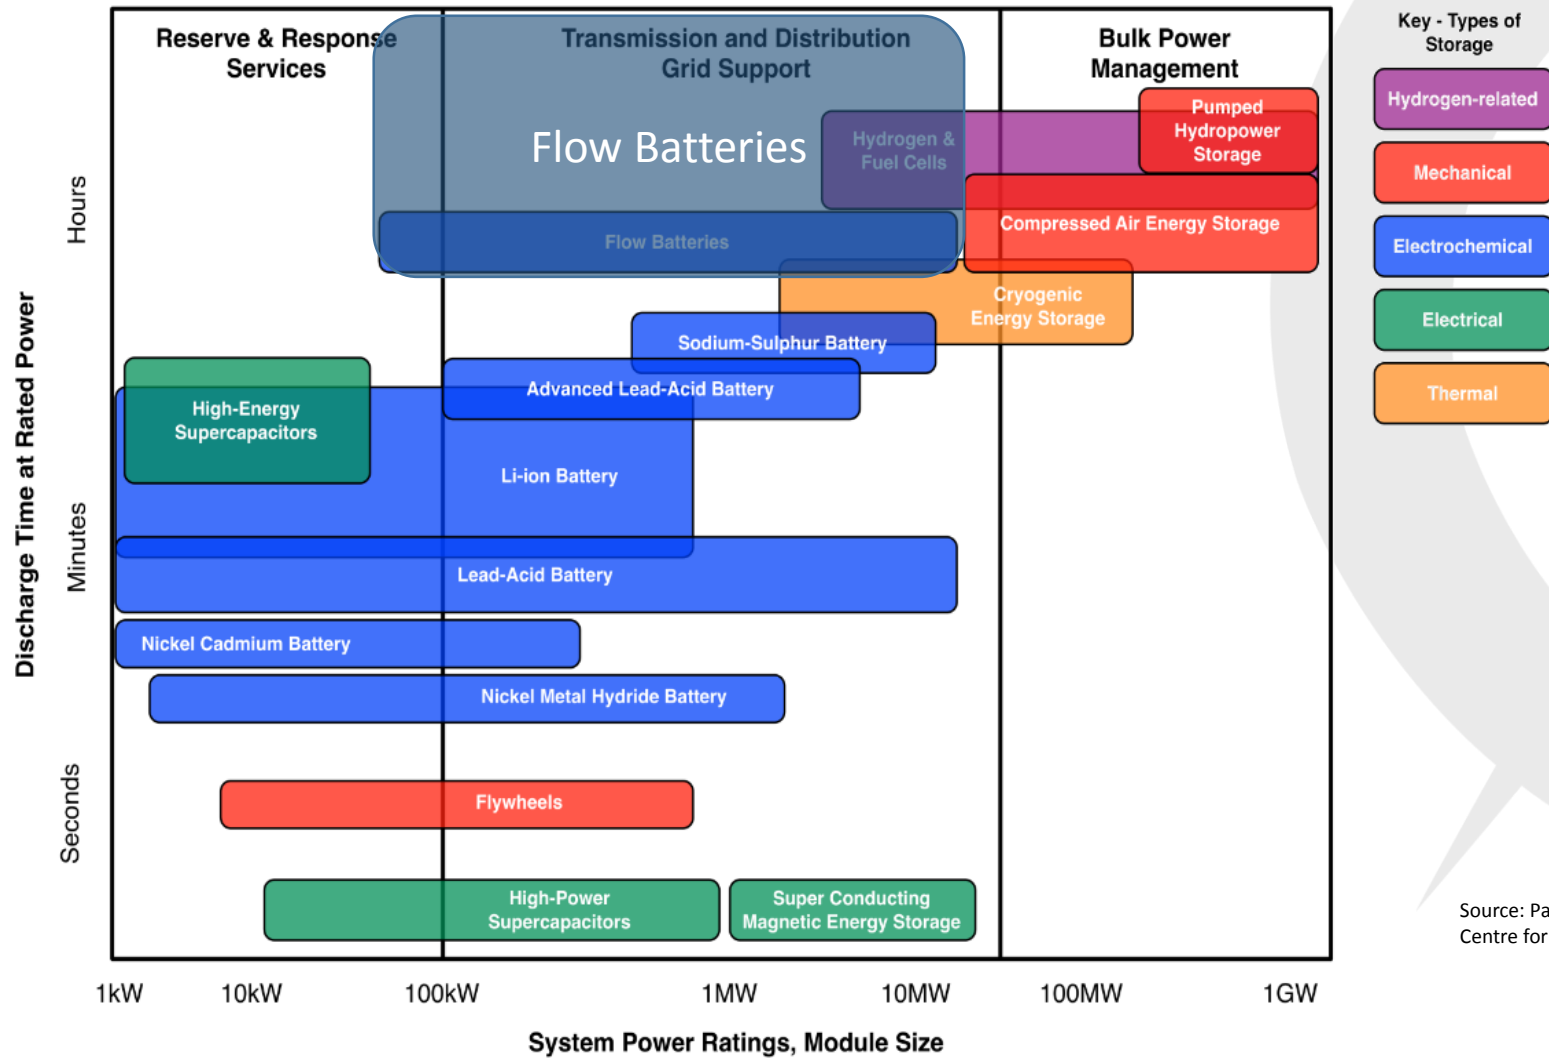 Reserve & Response
Services
Transmission and Distribution
Grid Support
Bulk Power
Management
Key - Types of
Storage
Hydrogen-related
Mechanical
Electrochemical
Electrical
Thermal
Pumped
Hydropower
Storage
Flow Batteries
Hydrogen &
Fuel Cells
Compressed Air Energy Storage
Flow Batteries
Cryogenic
Energy Storage
Sodium-Sulphur Battery
Advanced Lead-Acid Battery
High-Energy
Supercapacitors
Li-ion Battery
Lead-Acid Battery
Nickel Cadmium Battery
Nickel Metal Hydride Battery
Flywheels
High-Power
Supercapacitors
Super Conducting
Magnetic Energy Storage
Discharge Time at Rated Power
Hours
Minutes
Seconds
1kW 10kW 100kW 1MW 10MW 100MW 1GW
System Power Ratings, Module Size
Source: Pa
Centre for